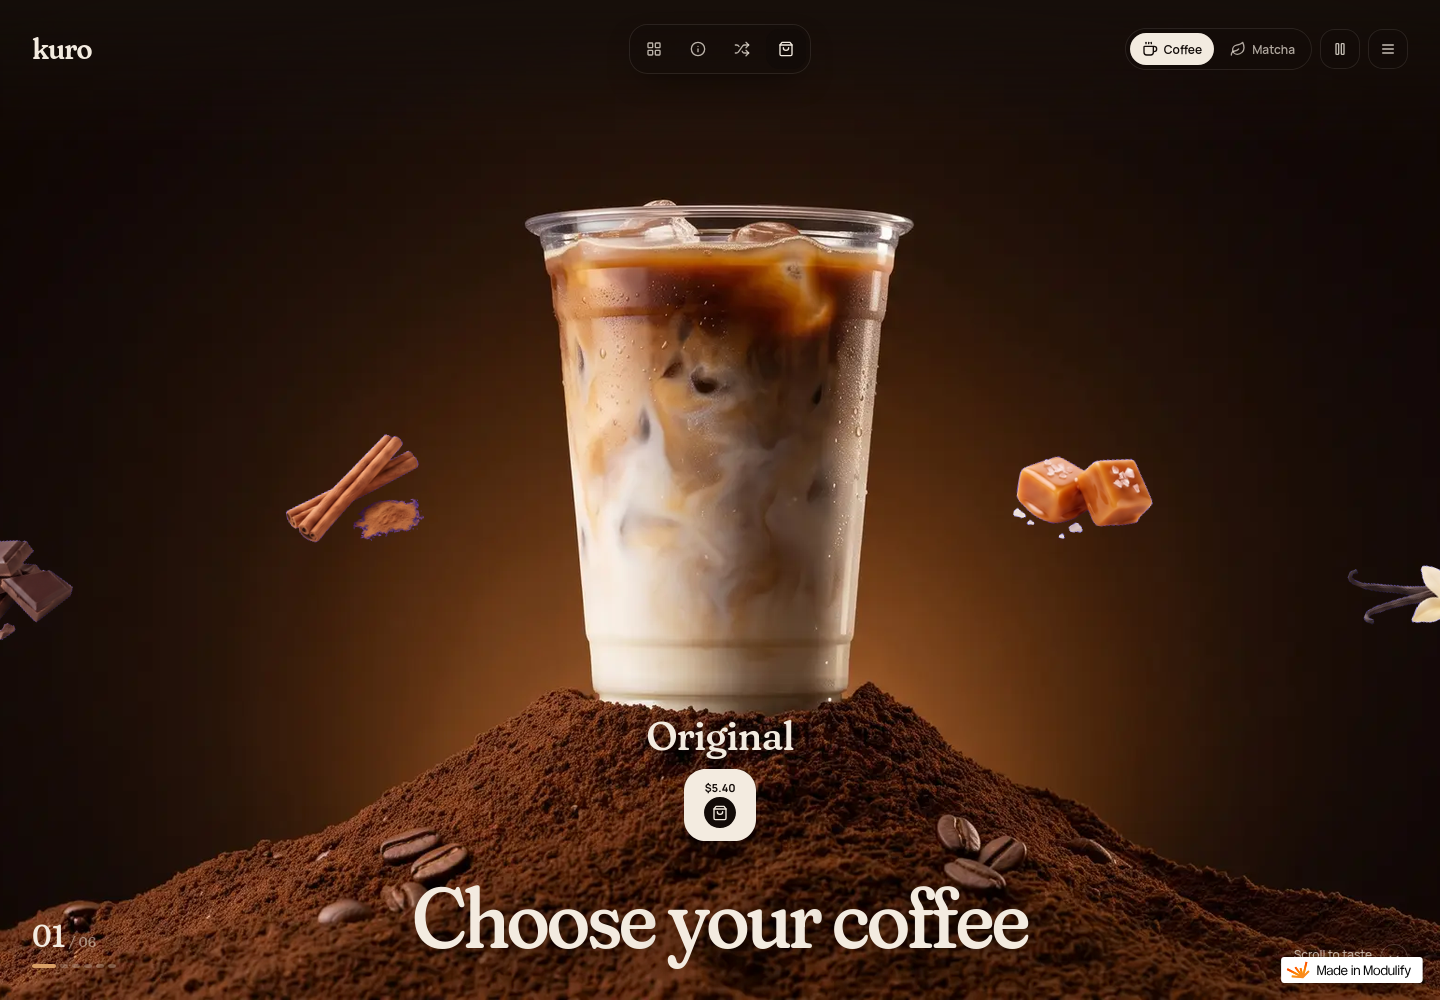 kuro
Coffee
Matcha
Original
$5.40
Choose your coffee
01 / 06
Scroll to taste
Made in Modulify